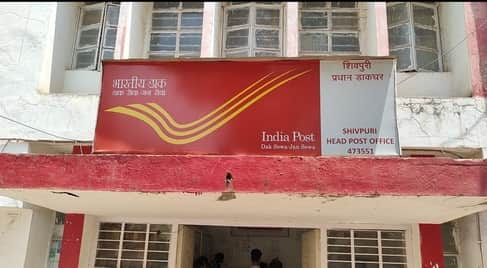 भारतीय डाक
डाक सेवा-जन सेवा
India Post
Dak Sewa-Jan Sewa
शिवपुरी
प्रधान डाकघर
SHIVPURI
HEAD POST OFFICE
473551